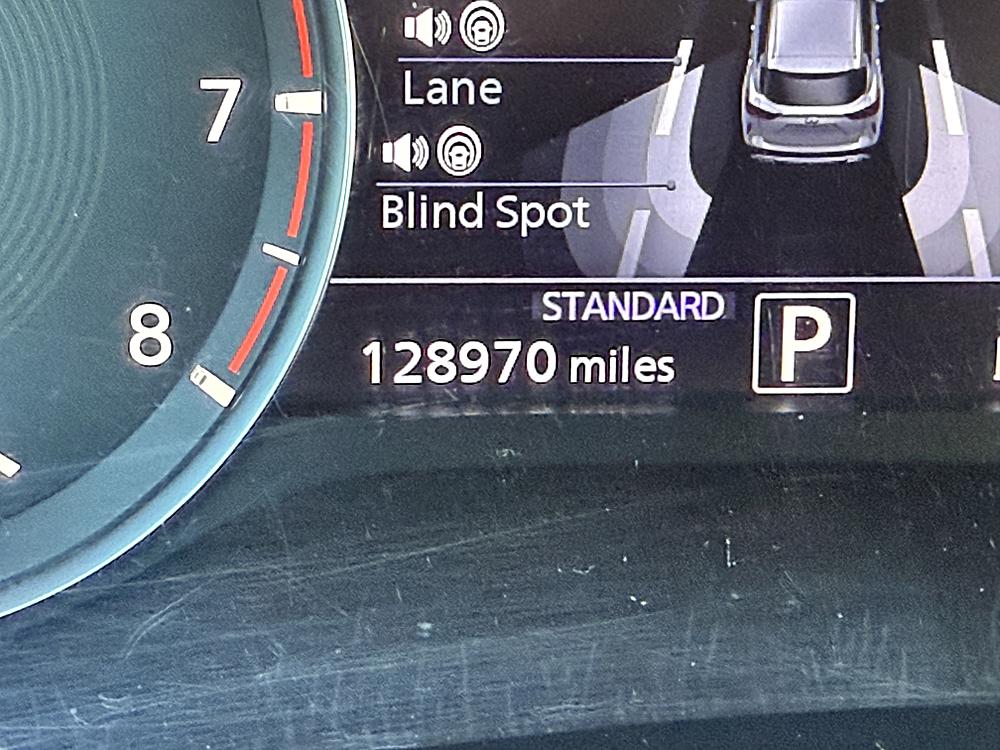 Lane
7
Blind Spot
STANDARD
8
128970 miles
P